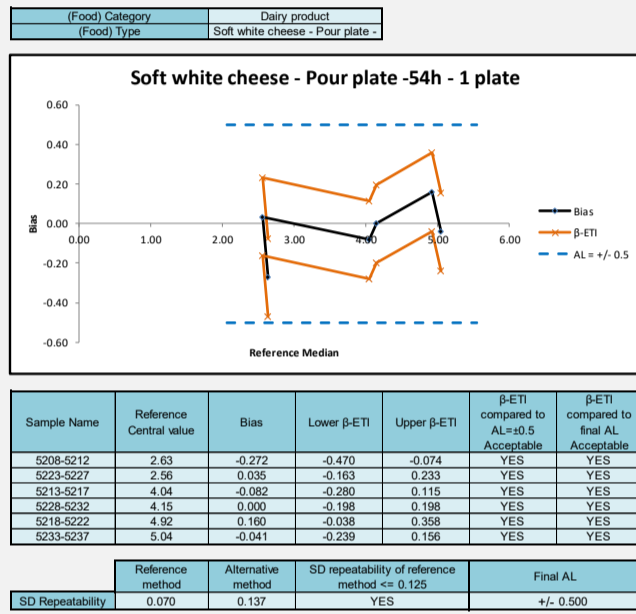 (Food) Category Dairy product
(Food) Type Soft white cheese - Pour plate -
Soft white cheese - Pour plate -54h - 1 plate
0.60
0.40
0.20
0.00
-0.20
-0.40
-0.60
0.00 1.00 2.00 3.00 4.00 5.00 6.00
Bias
Reference Median
Bias
β-ETI
AL = +/- 0.5
Sample Name Reference Central value Bias Lower β-ETI Upper β-ETI β-ETI compared to AL=±0.5 Acceptable β-ETI compared to final AL Acceptable
5208-5212 2.63 -0.272 -0.470 -0.074 YES YES
5223-5227 2.56 0.035 -0.163 0.233 YES YES
5213-5217 4.04 -0.082 -0.280 0.115 YES YES
5228-5232 4.15 0.000 -0.198 0.198 YES YES
5218-5222 4.92 0.160 -0.038 0.358 YES YES
5233-5237 5.04 -0.041 -0.239 0.156 YES YES
Reference method Alternative method SD repeatability of reference method <= 0.125 Final AL
SD Repeatability 0.070 0.137 YES +/- 0.500